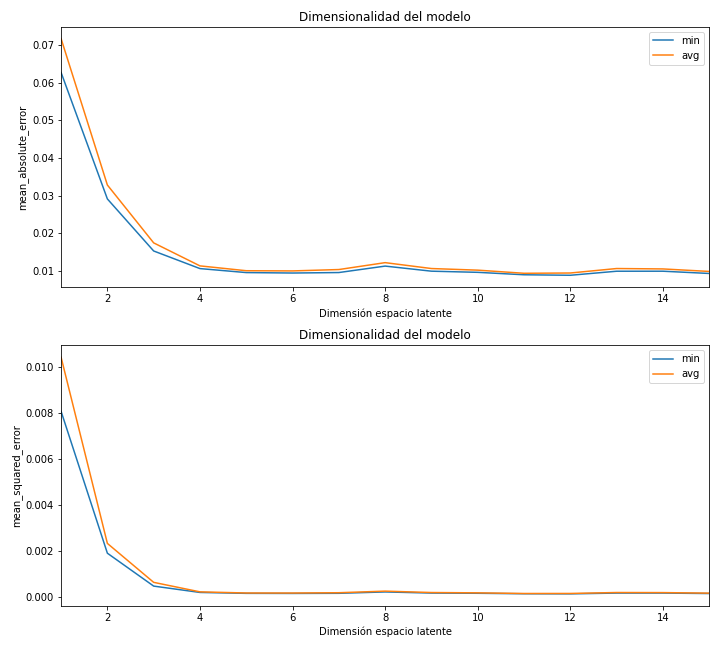 Dimensionalidad del modelo
min
avg
mean_absolute_error
0.07
0.06
0.05
0.04
0.03
0.02
0.01
2 4 6 8 10 12 14
Dimensión espacio latente
Dimensionalidad del modelo
min
avg
mean_squared_error
0.010
0.008
0.006
0.004
0.002
0.000
2 4 6 8 10 12 14
Dimensión espacio latente